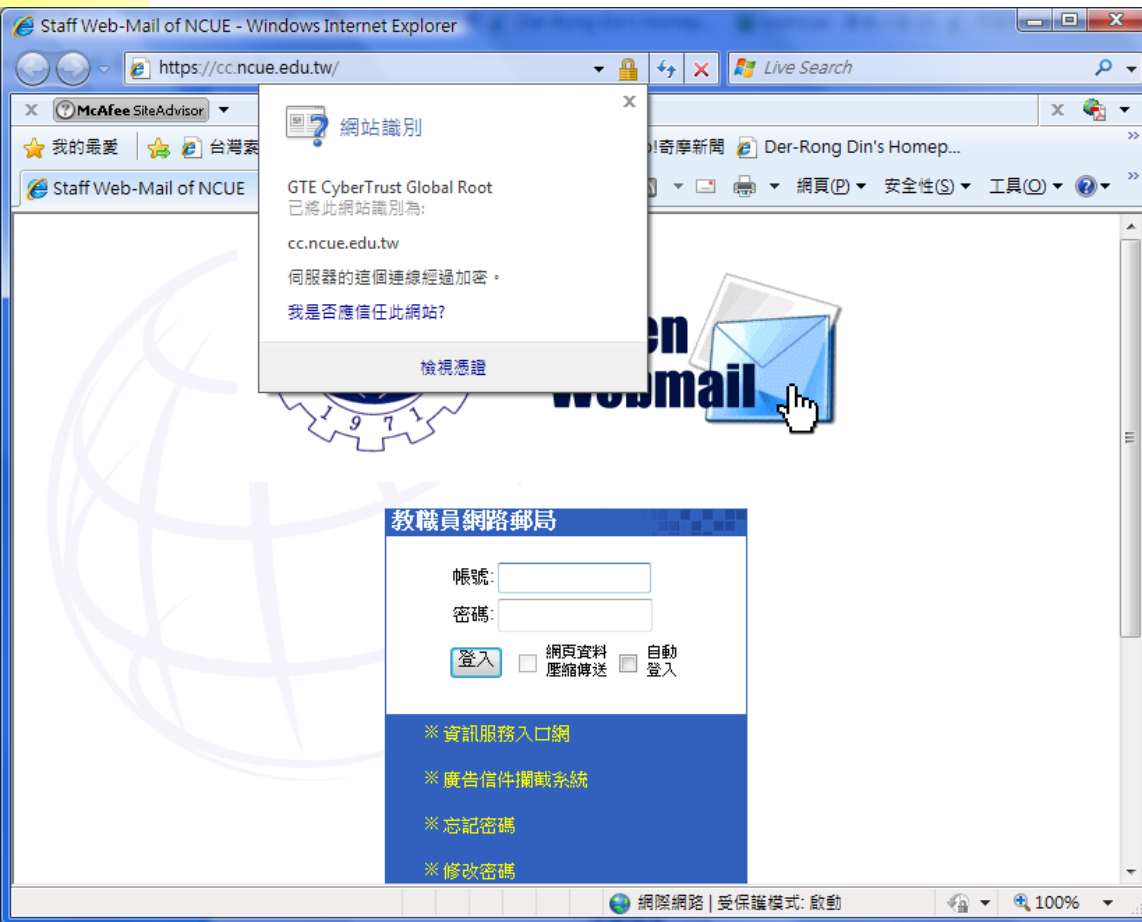 Staff Web-Mail of NCUE - Windows Internet Explorer
https://cc.ncue.edu.tw/
Live Search
McAfee SiteAdvisor
網站識別
我的最愛
台灣索
!奇摩新聞
Der-Rong Din's Homep...
Staff Web-Mail of NCUE
網頁(P)
安全性(S)
工具(O)
GTE CyberTrust Global Root
已將此網站識別為:
cc.ncue.edu.tw
伺服器的這個連線經過加密。
我是否應信任此網站?
檢視憑證
en
Webmail
1971
教職員網路郵局
帳號:
密碼:
登入
網頁資料
壓縮傳送
自動
登入
※資訊服務入口網
※廣告信件攔截系統
※忘記密碼
※修改密碼
網際網路 | 受保護模式: 啟動
100%